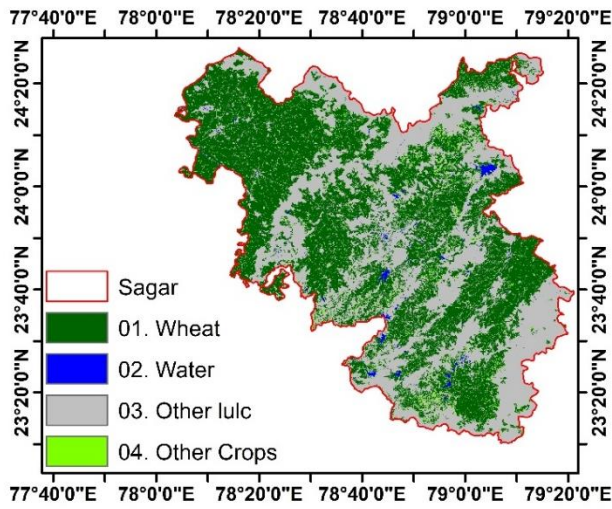 77°40'0"E 78°0'0"E 78°20'0"E 78°40'0"E 79°0'0"E 79°20'0"E
24°20'0"N 24°20'0"N
24°0'0"N 24°0'0"N
23°40'0"N 23°40'0"N
23°20'0"N 23°20'0"N
Sagar
01. Wheat
02. Water
03. Other lulc
04. Other Crops
77°40'0"E 78°0'0"E 78°20'0"E 78°40'0"E 79°0'0"E 79°20'0"E